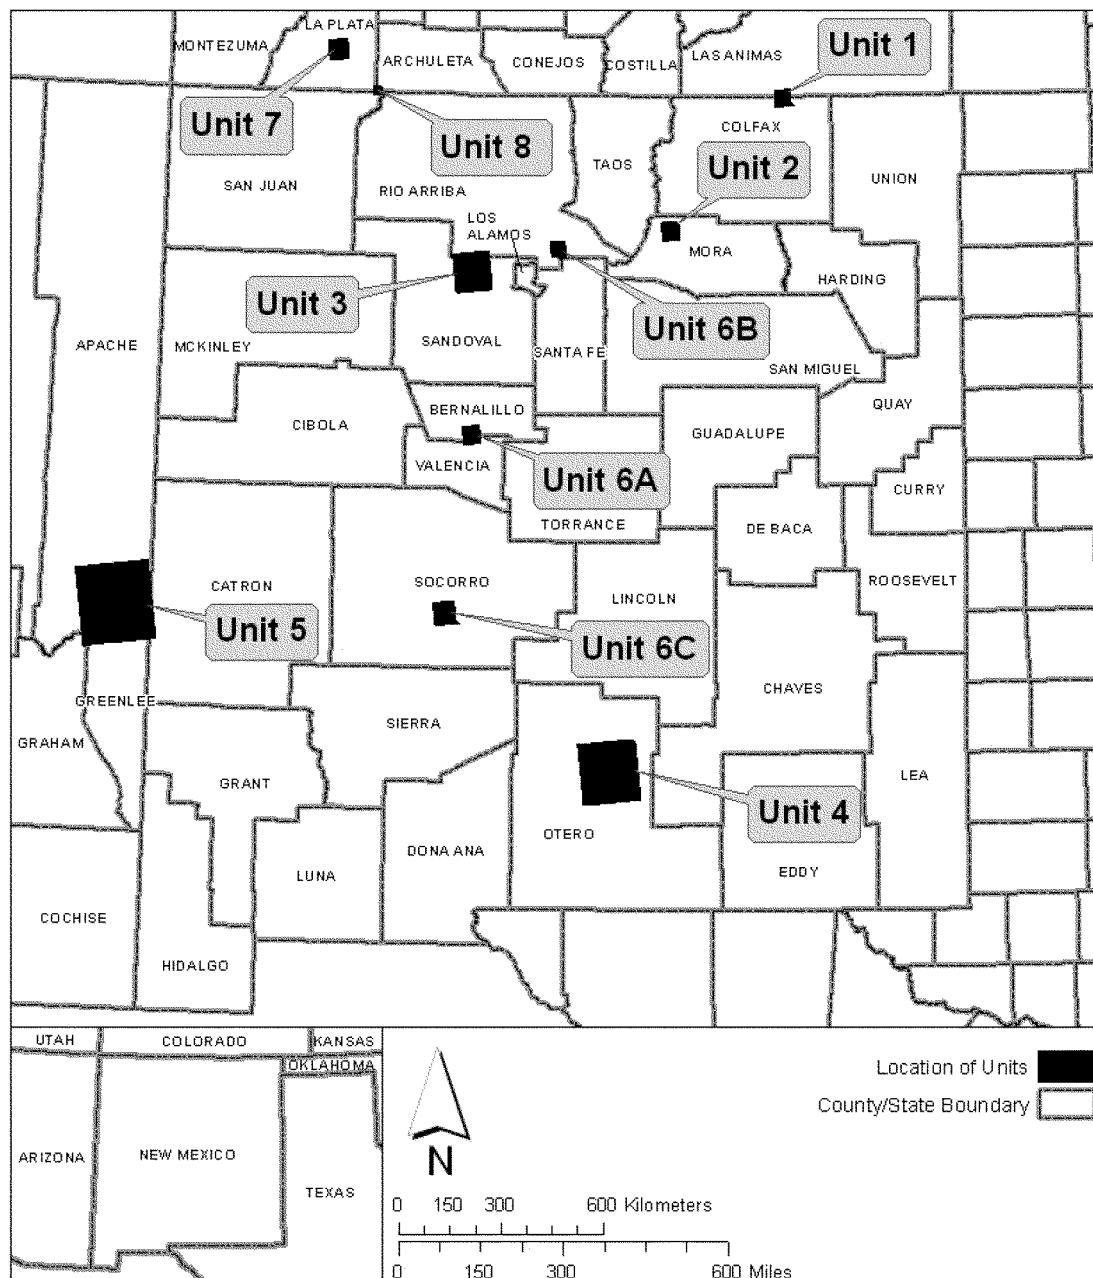 LA PLATA
MONTEZUMA
ARCHULETA
CONEJOS
COSTILLA
LAS ANIMAS
Unit 1
Unit 7
Unit 8
COLFAX
Unit 2
TAOS
UNION
SAN JUAN
RIO ARRIBA
LOS
ALAMOS
MORA
HARDING
Unit 3
Unit 6B
APACHE
MCKINLEY
SANDOVAL
SANTA FE
SAN MIGUEL
QUAY
BERNALILLO
CIBOLA
GUADALUPE
VALENCIA
Unit 6A
CURRY
TORRANCE
DE BACA
CATRON
SOCORRO
LINCOLN
ROOSEVELT
Unit 5
Unit 6C
CHAVES
GREENLEE
SIERRA
GRAHAM
GRANT
LEA
Unit 4
OTERO
DONA ANA
LUNA
EDDY
COCHISE
HIDALGO
UTAH
COLORADO
KANSAS
OKLAHOMA
ARIZONA
NEW MEXICO
TEXAS
N
Location of Units
County/State Boundary
0 150 300 600 Kilometers
0 150 300 600 Miles